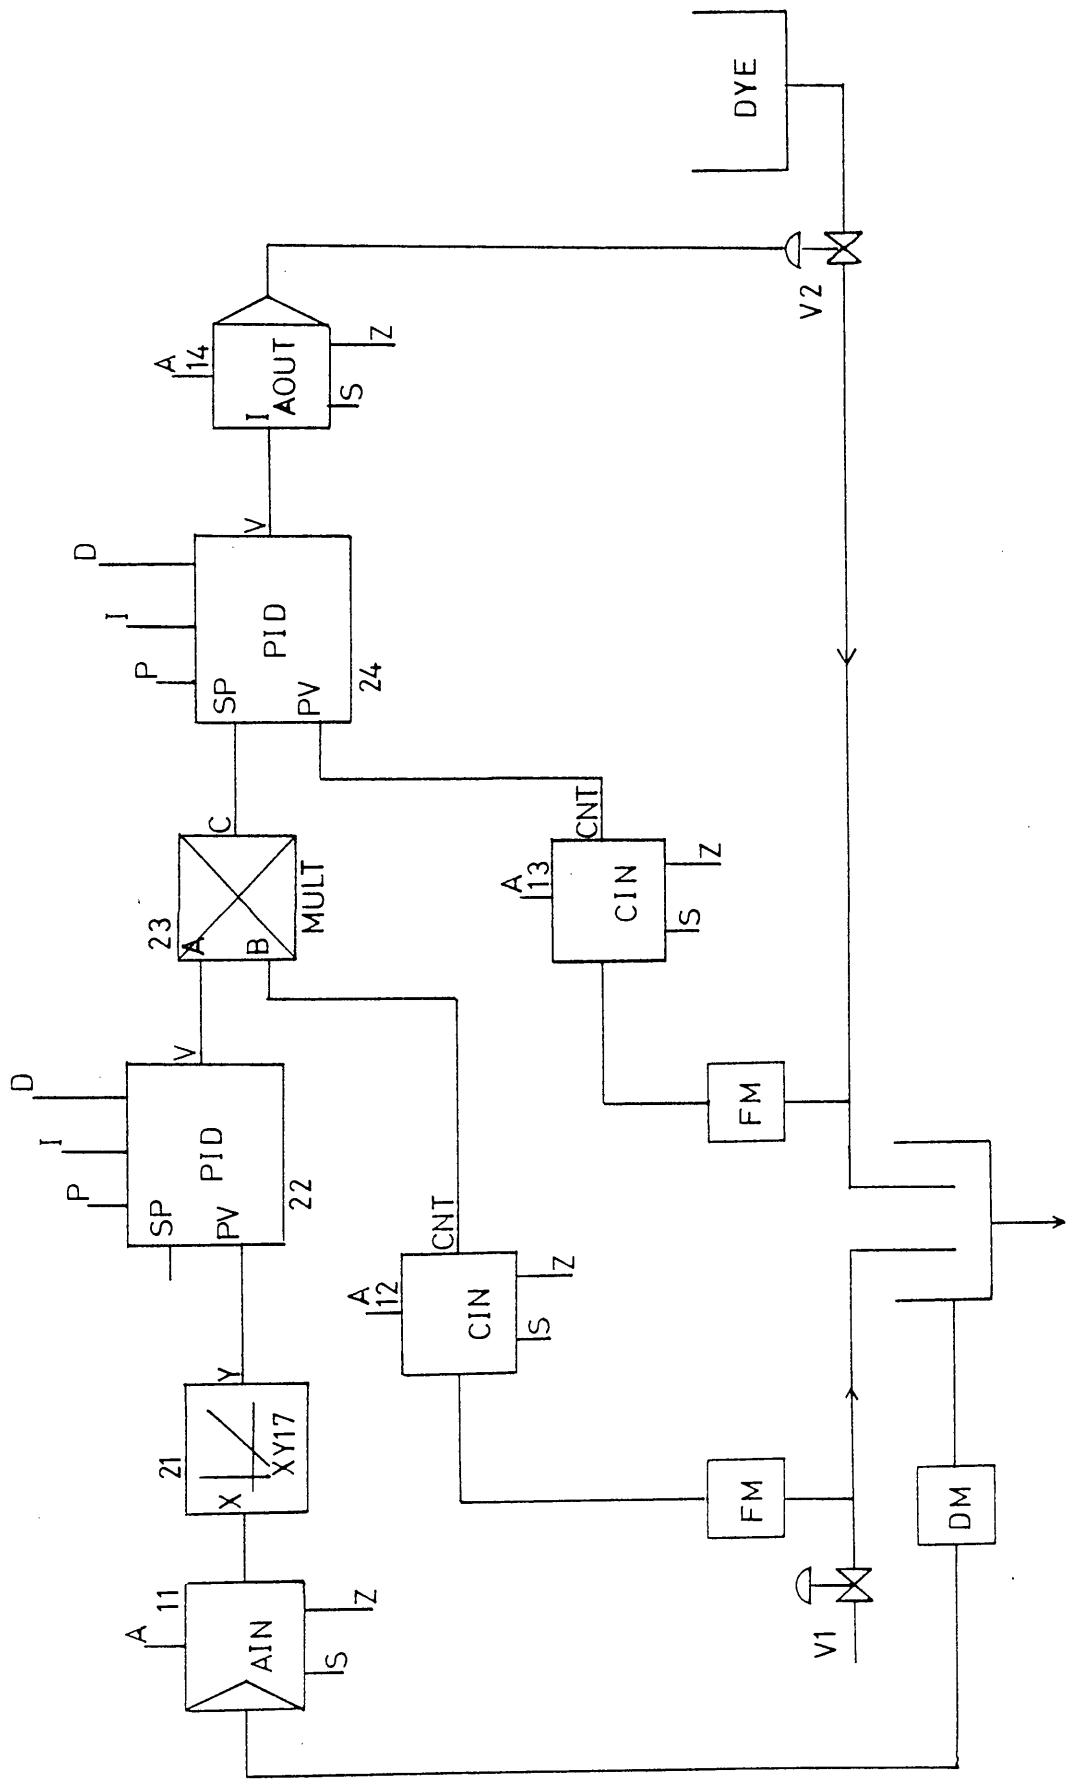 D
I
P
SP
PV
PID
22
V
D
I
P
SP
PV
PID
24
V
A
14
I
AOUT
S
Z
A
11
AIN
S
Z
21
X
Y
XY17
23
A
B
C
MULT
A
12
CIN
CNT
S
Z
A
13
CIN
CNT
S
Z
FM
FM
DM
V1
V2
DYE